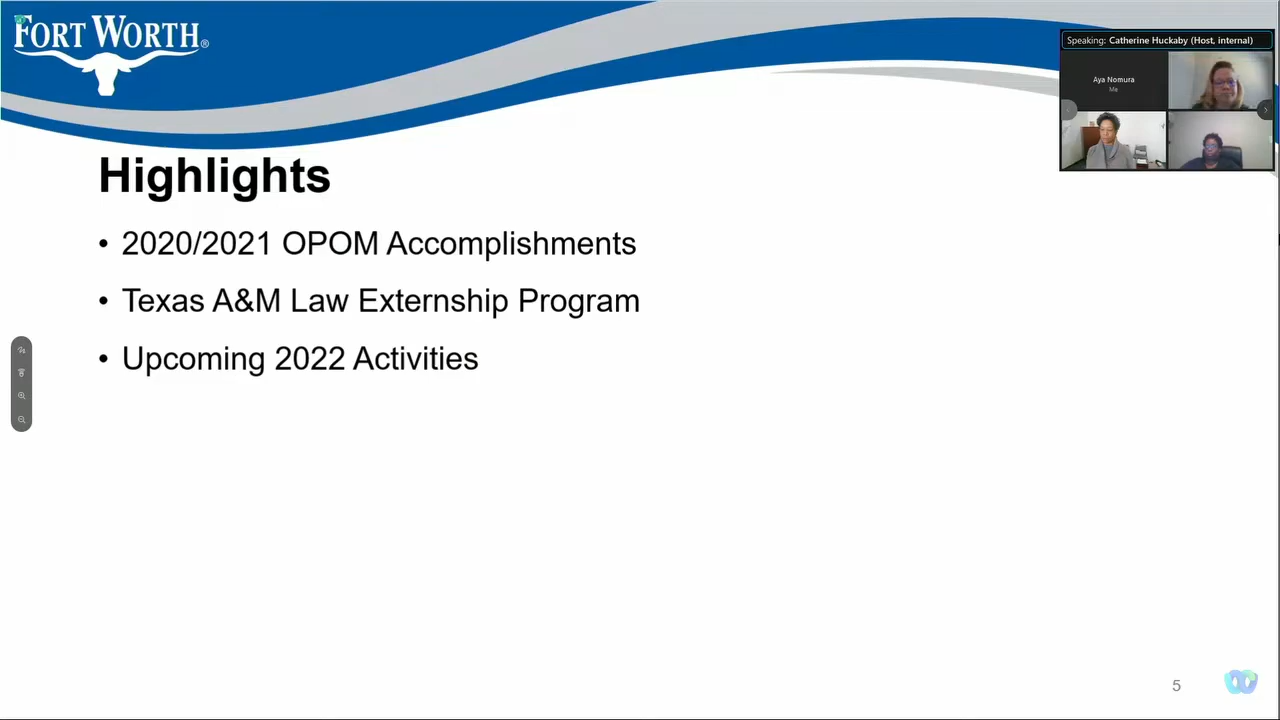 FORT WORTH®
Speaking: Catherine Huckaby (Host, internal)
Aya Nomura
Me
Highlights
• 2020/2021 OPOM Accomplishments
• Texas A&M Law Externship Program
• Upcoming 2022 Activities
5